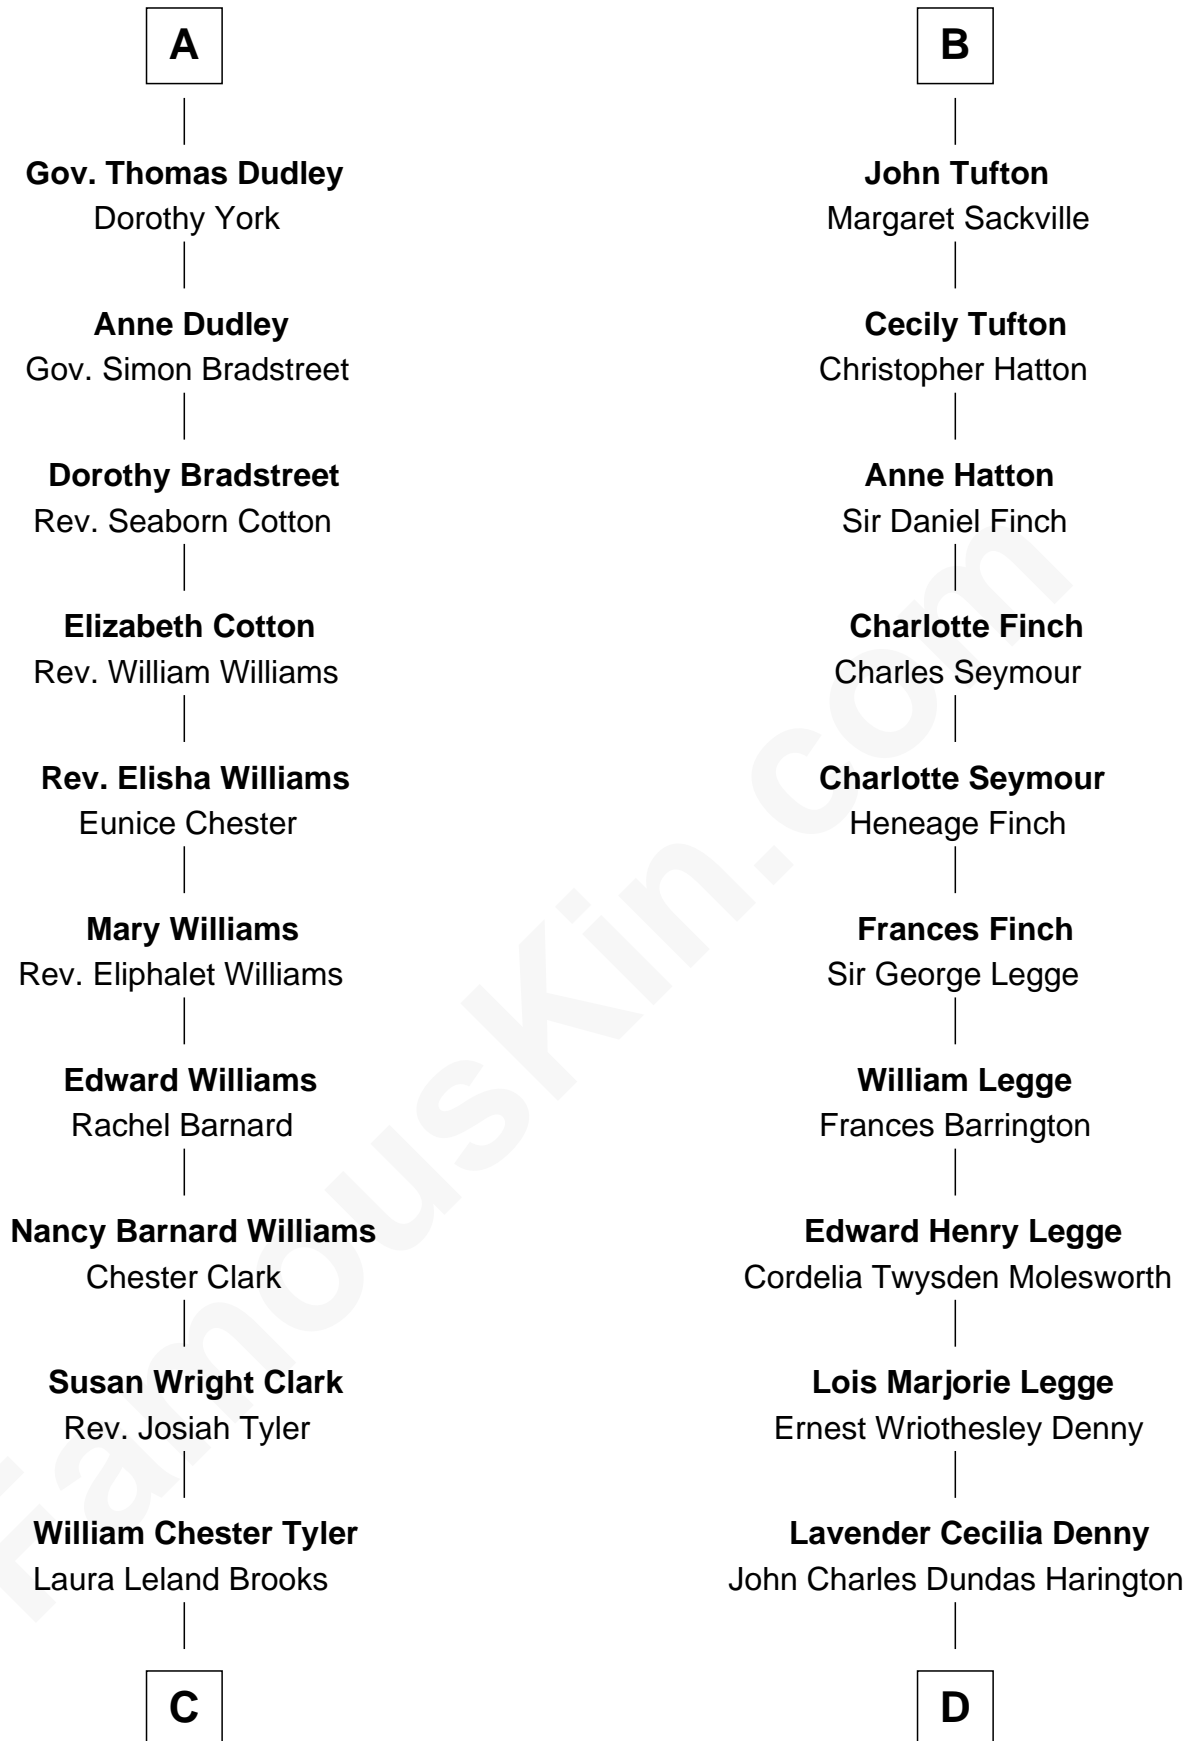 A
Gov. Thomas Dudley
Dorothy York
Anne Dudley
Gov. Simon Bradstreet
Dorothy Bradstreet
Rev. Seaborn Cotton
Elizabeth Cotton
Rev. William Williams
Rev. Elisha Williams
Eunice Chester
Mary Williams
Rev. Eliphalet Williams
Edward Williams
Rachel Barnard
Nancy Barnard Williams
Chester Clark
Susan Wright Clark
Rev. Josiah Tyler
William Chester Tyler
Laura Leland Brooks
C
B
John Tufton
Margaret Sackville
Cecily Tufton
Christopher Hatton
Anne Hatton
Sir Daniel Finch
Charlotte Finch
Charles Seymour
Charlotte Seymour
Heneage Finch
Frances Finch
Sir George Legge
William Legge
Frances Barrington
Edward Henry Legge
Cordelia Twysden Molesworth
Lois Marjorie Legge
Ernest Wriothesley Denny
Lavender Cecilia Denny
John Charles Dundas Harington
D
FamousKin.com